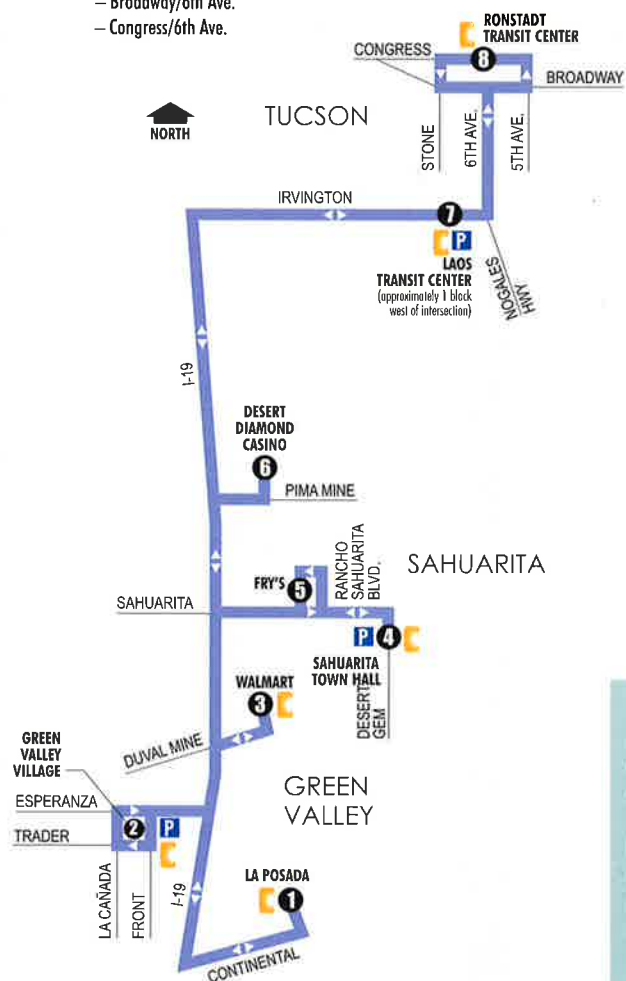 – Broadway/6th Ave.
– Congress/6th Ave.
RONSTADT
TRANSIT CENTER
CONGRESS
8
BROADWAY
NORTH
TUCSON
STONE
6TH AVE.
5TH AVE.
IRVINGTON
7
P
LAOS
TRANSIT CENTER
(approximately 1 block
west of intersection)
NOGALES
HWY
I-19
DESERT
DIAMOND
CASINO
6
PIMA MINE
RANCHO
SAHUARITA
BLVD.
SAHUARITA
FRY'S
5
SAHUARITA
P
4
SAHUARITA
TOWN HALL
DESERT
GEM
WALMART
3
DUVAL MINE
GREEN
VALLEY
VILLAGE
GREEN
VALLEY
ESPERANZA
2
P
TRADER
LA CAÑADA
FRONT
I-19
LA POSADA
1
CONTINENTAL